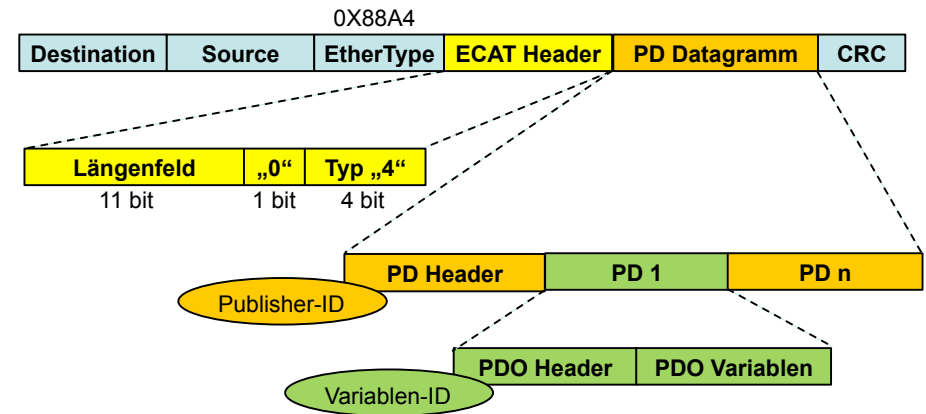 0X88A4
Destination Source EtherType ECAT Header PD Datagramm CRC
Längenfeld „0“ Typ „4“
11 bit 1 bit 4 bit
PD Header PD 1 PD n
Publisher-ID
PDO Header PDO Variablen
Variablen-ID